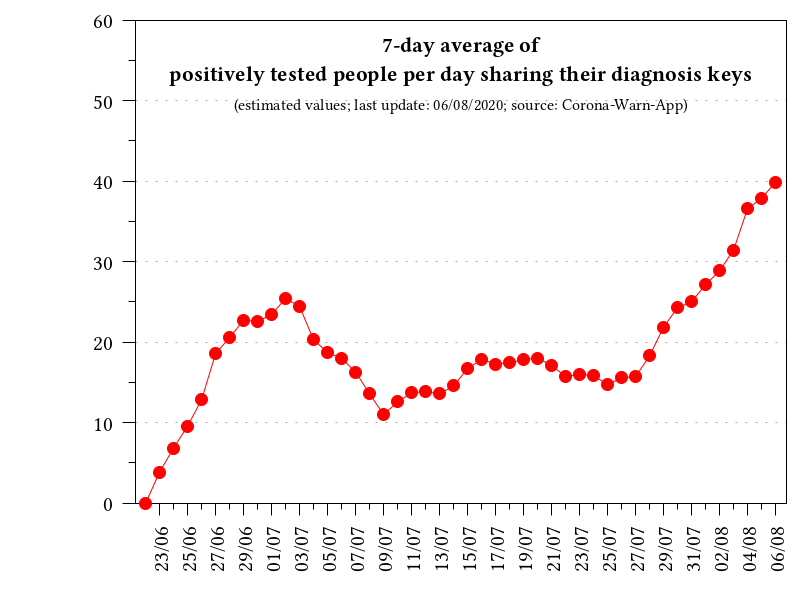 7-day average of
positively tested people per day sharing their diagnosis keys
(estimated values; last update: 06/08/2020; source: Corona-Warn-App)
60
50
40
30
20
10
0
23/06 25/06 27/06 29/06 01/07 03/07 05/07 07/07 09/07 11/07 13/07 15/07 17/07 19/07 21/07 23/07 25/07 27/07 29/07 31/07 02/08 04/08 06/08